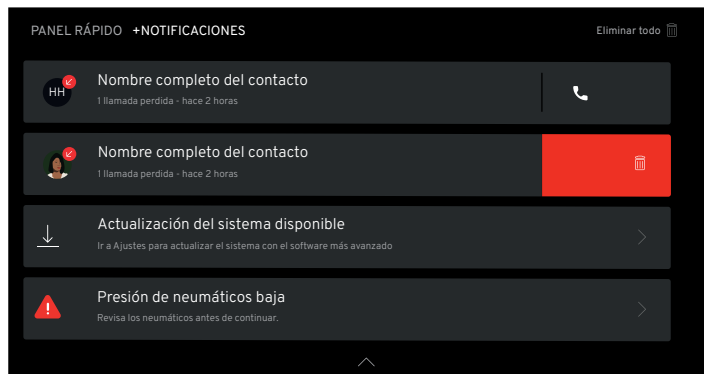 PANEL RÁPIDO +NOTIFICACIONES
Eliminar todo
HH
Nombre completo del contacto
1 llamada perdida - hace 2 horas
Nombre completo del contacto
1 llamada perdida - hace 2 horas
Actualización del sistema disponible
Ir a Ajustes para actualizar el sistema con el software más avanzado
Presión de neumáticos baja
Revisa los neumáticos antes de continuar.